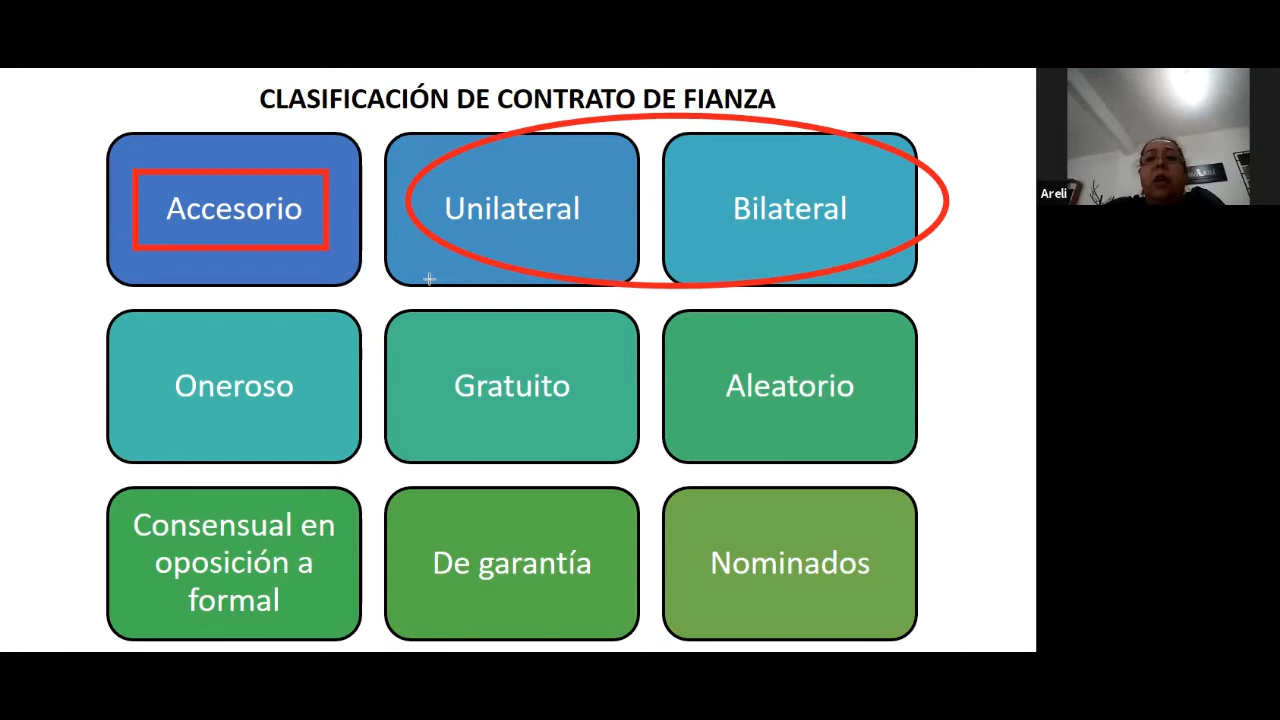 CLASIFICACIÓN DE CONTRATO DE FIANZA
Accesorio
Unilateral
Bilateral
Areli
Oneroso
Gratuito
Aleatorio
Consensual en
oposición a
formal
De garantía
Nominados